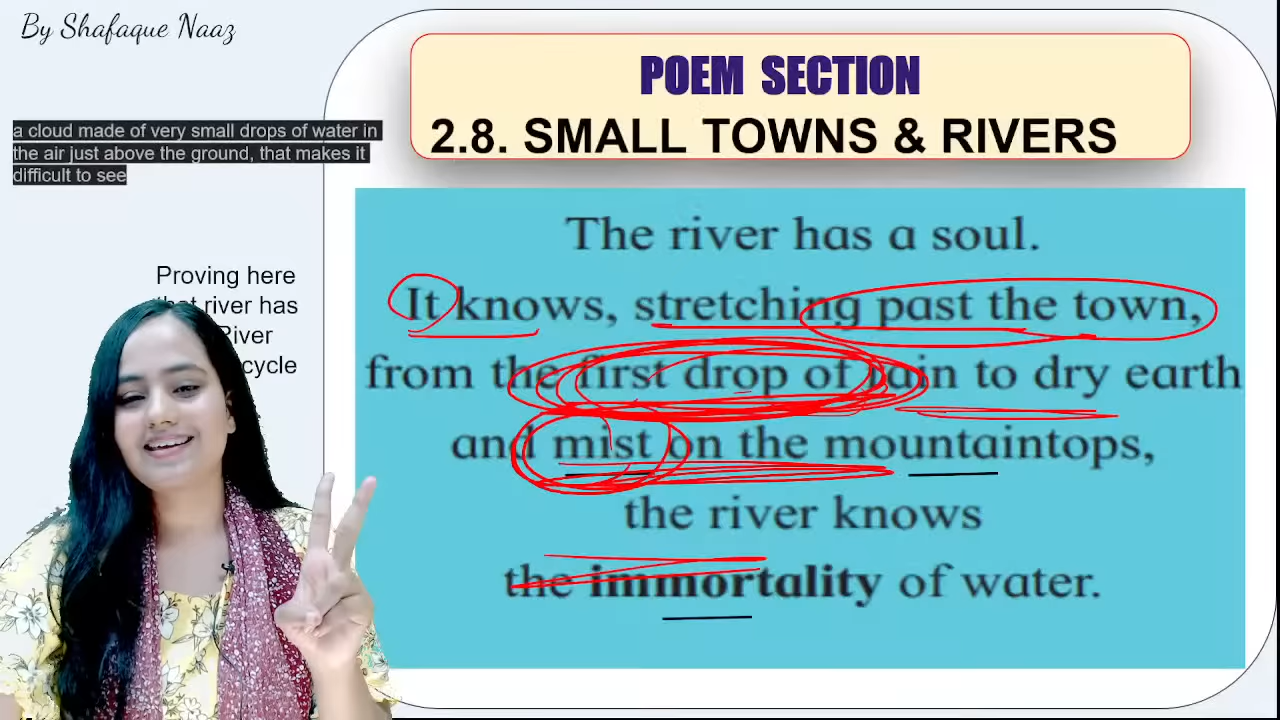 By Shafaque Naaz
POEM SECTION
2.8. SMALL TOWNS & RIVERS
a cloud made of very small drops of water in
the air just above the ground, that makes it
difficult to see
Proving here
that river has
River
cycle
The river has a soul.
It knows, stretching past the town,
from the first drop of rain to dry earth
and mist on the mountaintops,
the river knows
the immortality of water.